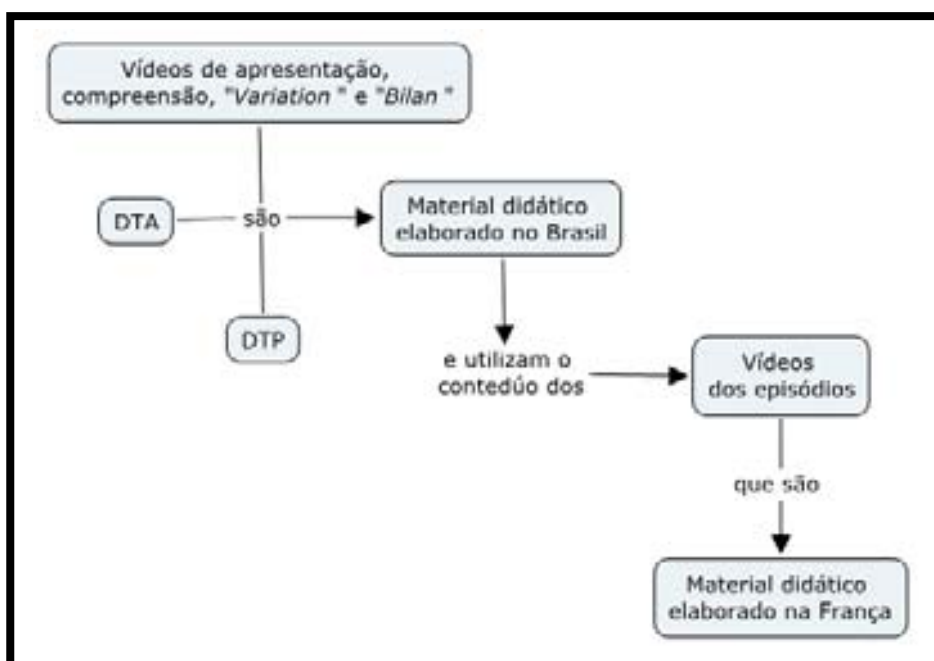 Vídeos de apresentação,
compreensão, "Variation " e "Bilan "
DTA
são
Material didático
elaborado no Brasil
DTP
e utilizam o
contedúo dos
Vídeos
dos episódios
que são
Material didático
elaborado na França